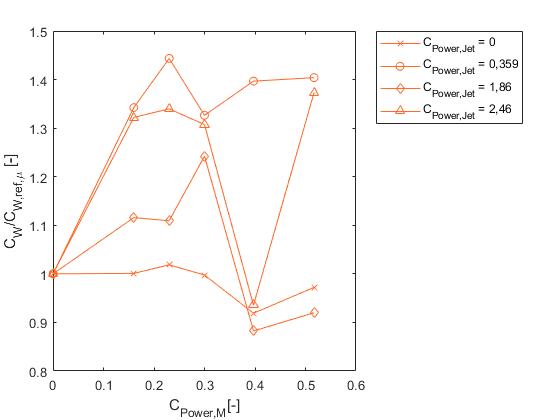 1.5
1.4
1.3
1.2
1.1
1
0.9
0.8
0
0.1
0.2
0.3
0.4
0.5
0.6
C_W/C_W,ref,μ [-]
C_Power,M[-]
C_Power,Jet = 0
C_Power,Jet = 0,359
C_Power,Jet = 1,86
C_Power,Jet = 2,46